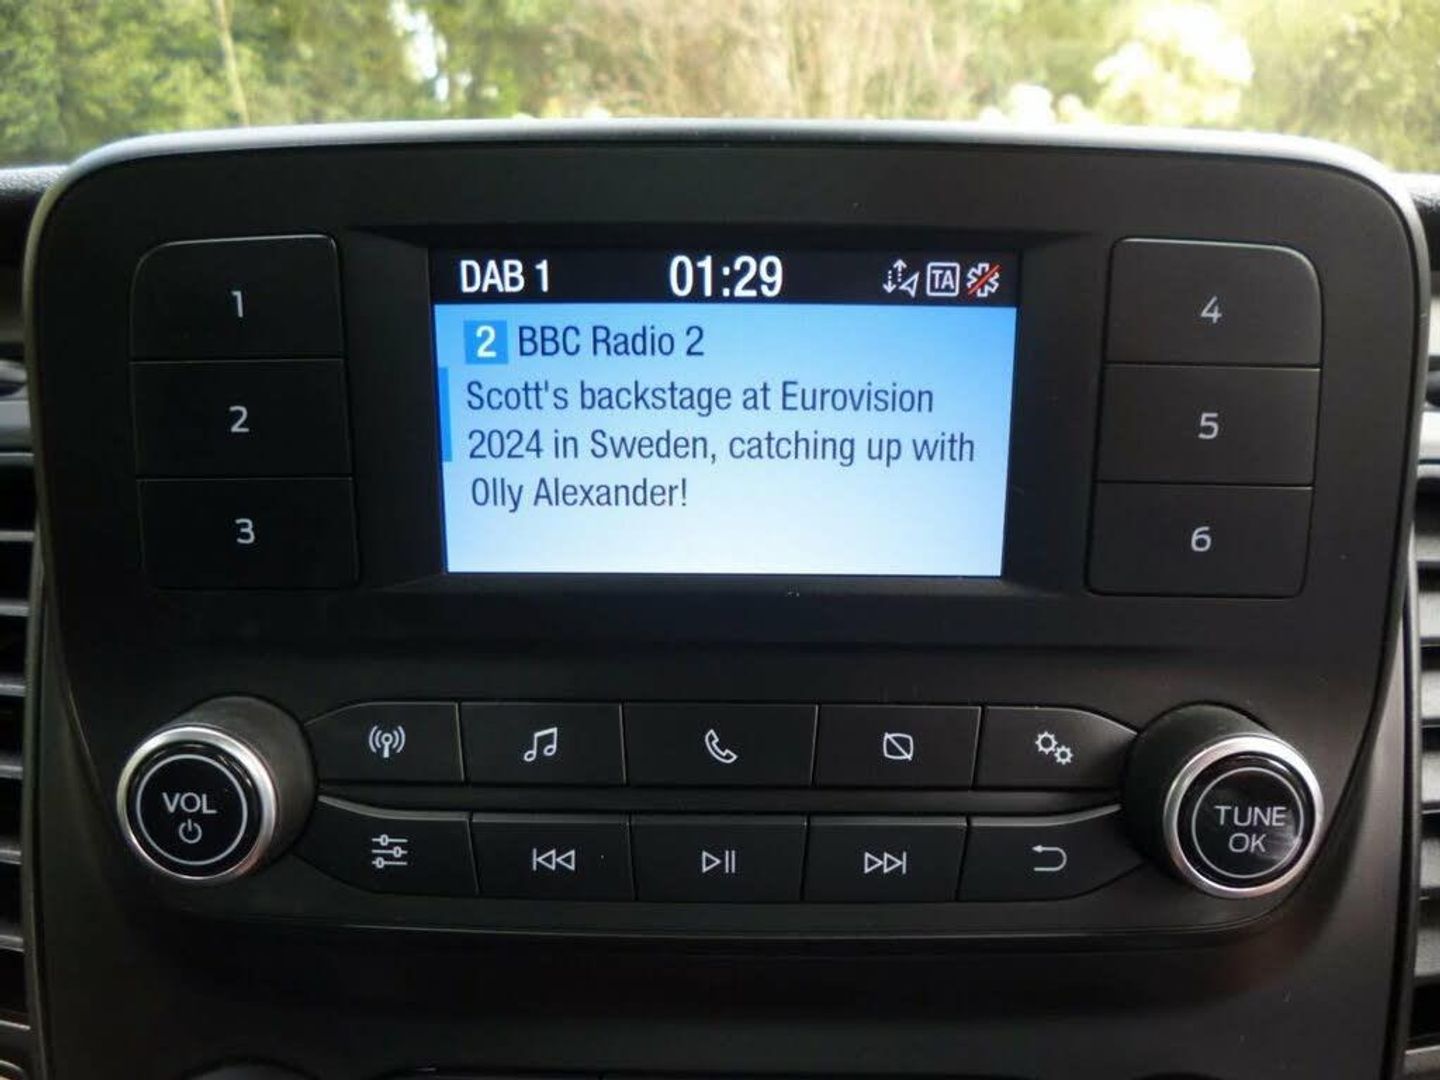 DAB 1 01:29 TA
2 BBC Radio 2
Scott's backstage at Eurovision
2024 in Sweden, catching up with
Olly Alexander!
1
2
3
4
5
6
VOL
TUNE
OK